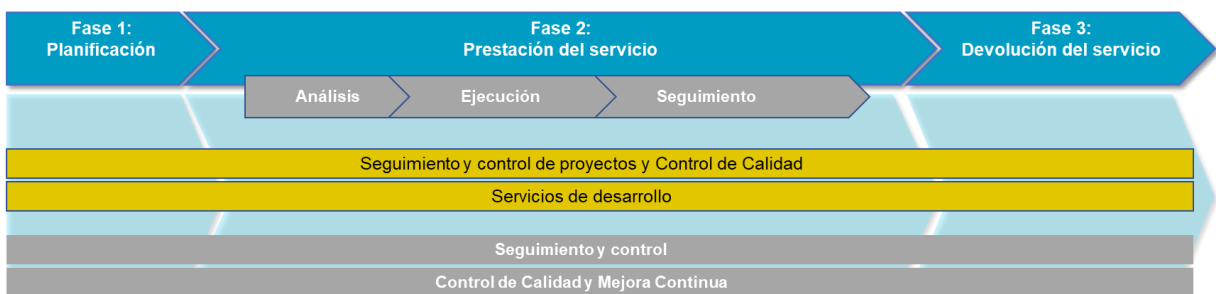 Fase 1:
Planificación
Fase 2:
Prestación del servicio
Fase 3:
Devolución del servicio
Análisis
Ejecución
Seguimiento
Seguimiento y control de proyectos y Control de Calidad
Servicios de desarrollo
Seguimiento y control
Control de Calidad y Mejora Continua